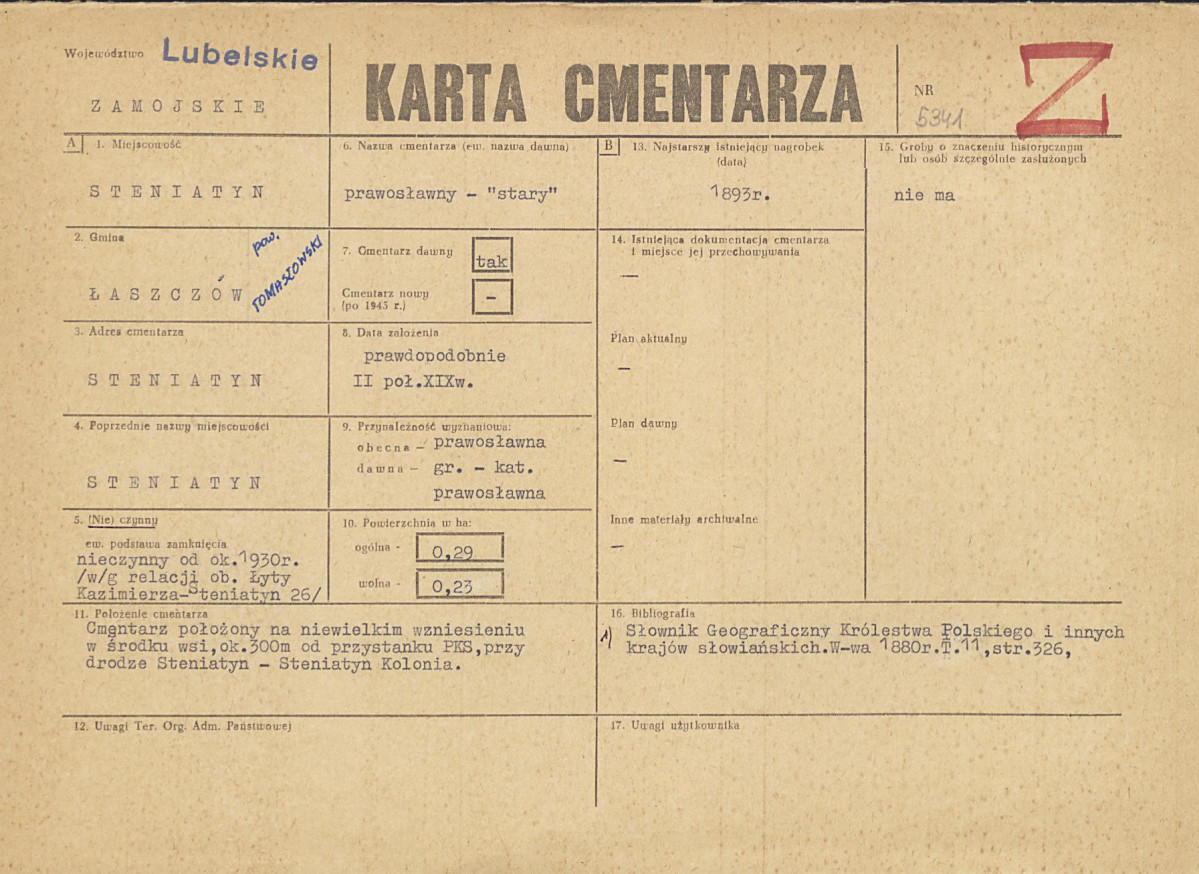 Województwo Lubelskie
ZAMOJSKIE
KARTA CMENTARZA
NR
5341
Z
A
1. Miejscowość
STENIATYN
2. Gmina
pow.
TOMASZOWSKI
ŁASZCZÓW
3. Adres cmentarza
STENIATYN
4. Poprzednie nazwy miejscowości
STENIATYN
5. (Nie) czynny
ew. podstawa zamknięcia
nieczynny od ok.1930r.
/w/g relacji ob. Łyty
Kazimierza-Steniatyn 26/
6. Nazwa cmentarza (ew. nazwa dawna)
prawosławny - "stary"
7. Cmentarz dawny
tak
Cmentarz nowy
(po 1945 r.)
-
8. Data założenia
prawdopodobnie
II poł.XIXw.
9. Przynależność wyznaniowa:
obecna - prawosławna
dawna - gr. - kat.
prawosławna
10. Powierzchnia w ha:
ogólna - 0,29
wolna - 0,23
B
13. Najstarszy istniejący nagrobek
(data)
1893r.
14. Istniejąca dokumentacja cmentarza
i miejsce jej przechowywania
—
Plan aktualny
—
Plan dawny
—
Inne materiały archiwalne
—
15. Groby o znaczeniu historycznym
lub osób szczególnie zasłużonych
nie ma
11. Położenie cmentarza
Cmentarz położony na niewielkim wzniesieniu
w środku wsi,ok.300m od przystanku PKS,przy
drodze Steniatyn - Steniatyn Kolonia.
16. Bibliografia
1) Słownik Geograficzny Królestwa Polskiego i innych
krajów słowiańskich.W-wa 1880r.T.11,str.326,
12. Uwagi Ter. Org. Adm. Państwowej
17. Uwagi użytkownika